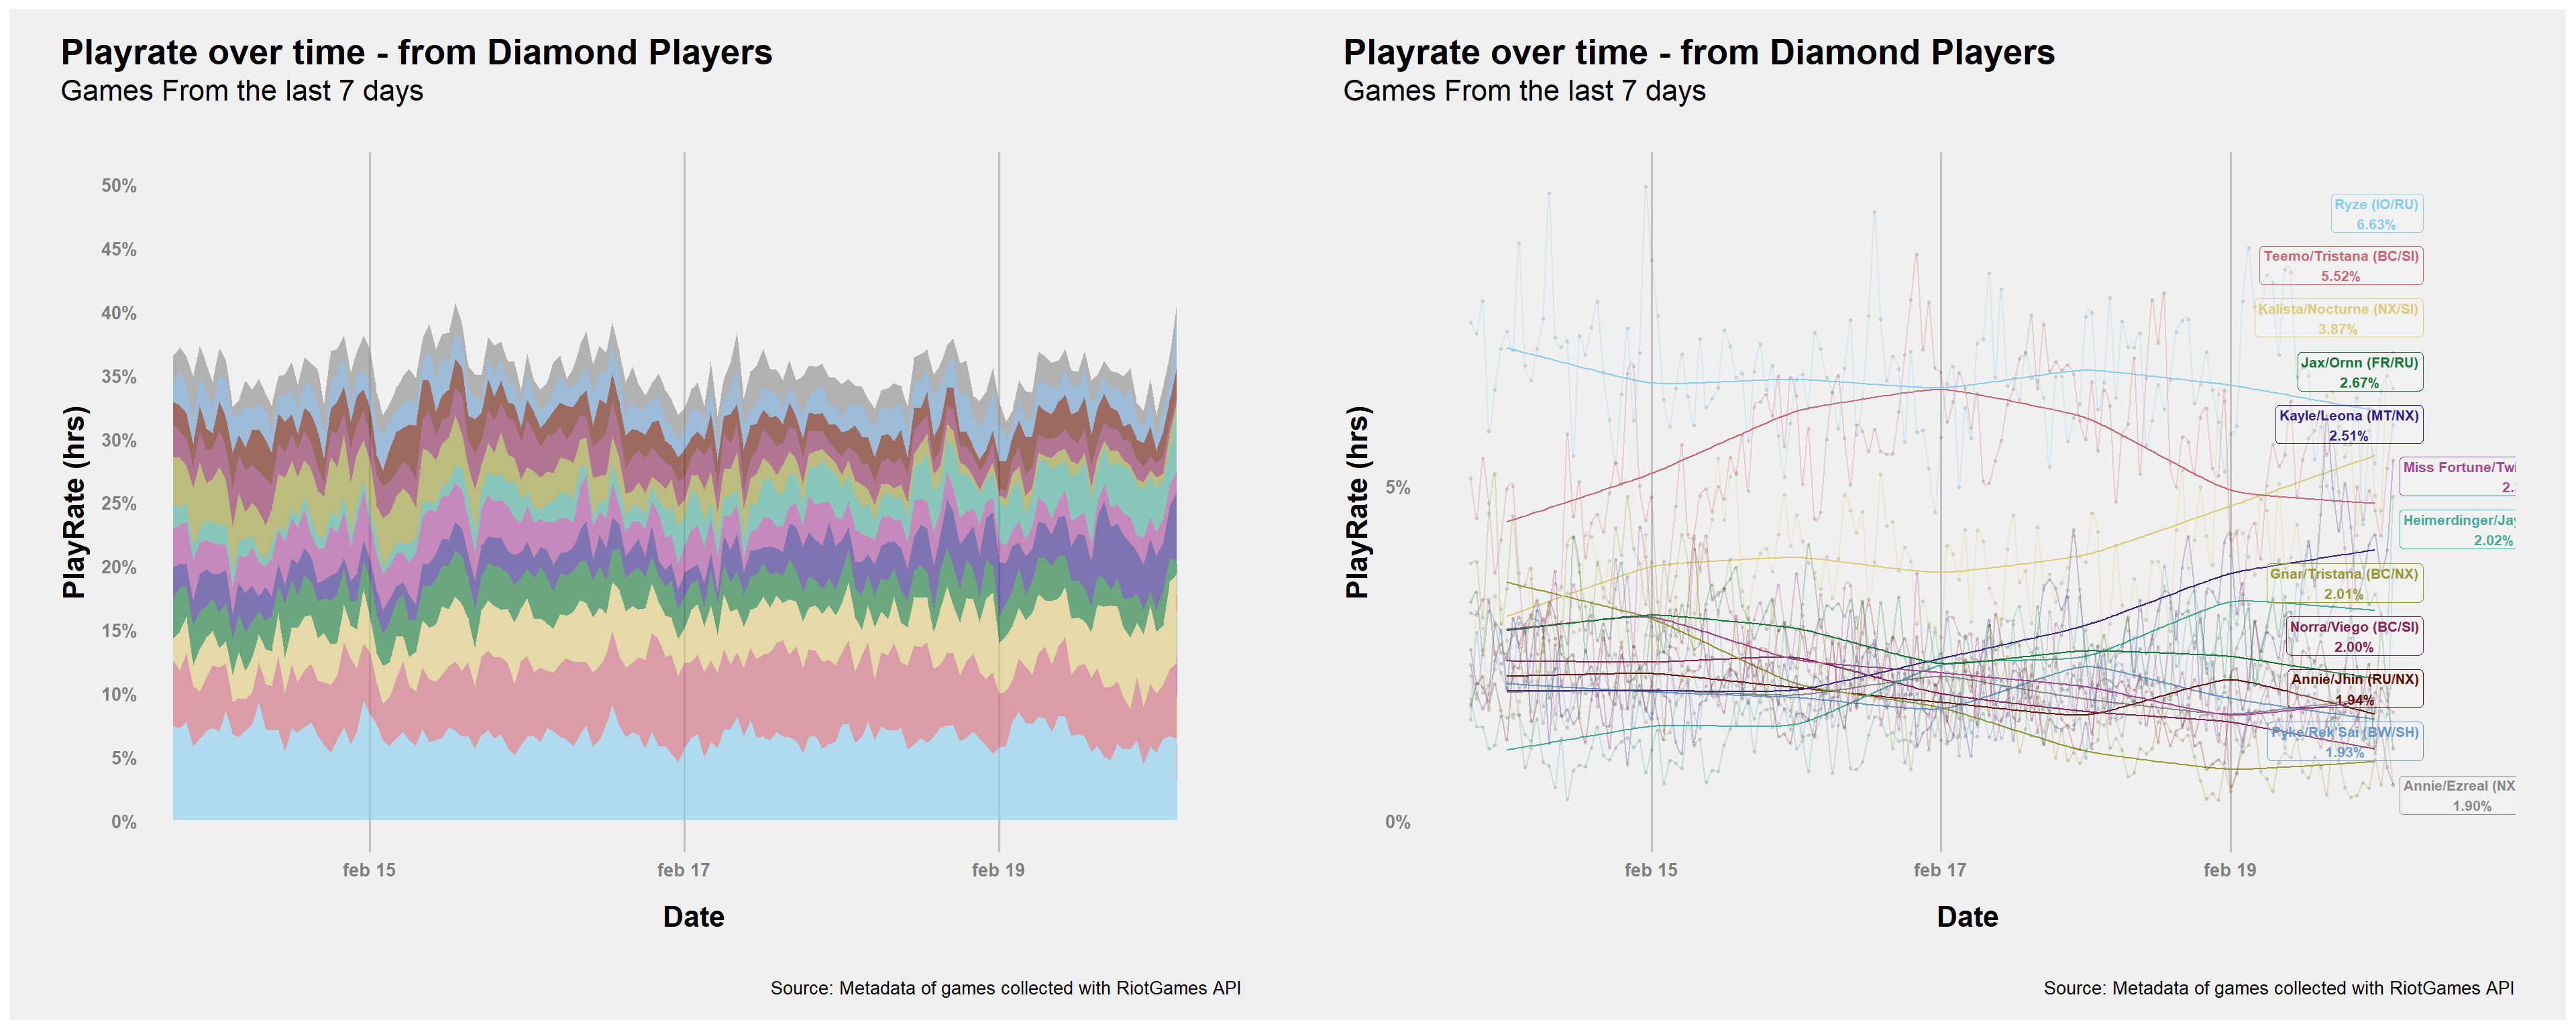 Playrate over time - from Diamond Players
Games From the last 7 days
50%
45%
40%
35%
30%
25%
20%
15%
10%
5%
0%
PlayRate (hrs)
feb 15
feb 17
feb 19
Date
Source: Metadata of games collected with RiotGames API
Playrate over time - from Diamond Players
Games From the last 7 days
5%
0%
PlayRate (hrs)
Ryze (IO/RU)
6.63%
Teemo/Tristana (BC/SI)
5.52%
Kalista/Nocturne (NX/SI)
3.87%
Jax/Ornn (FR/RU)
2.67%
Kayle/Leona (MT/NX)
2.51%
Miss Fortune/Twi
2.
Heimerdinger/Jay
2.02%
Gnar/Tristana (BC/NX)
2.01%
Norra/Viego (BC/SI)
2.00%
Annie/Jhin (RU/NX)
1.94%
Pyke/Rek'Sai (BW/SH)
1.93%
Annie/Ezreal (NX
1.90%
feb 15
feb 17
feb 19
Date
Source: Metadata of games collected with RiotGames API